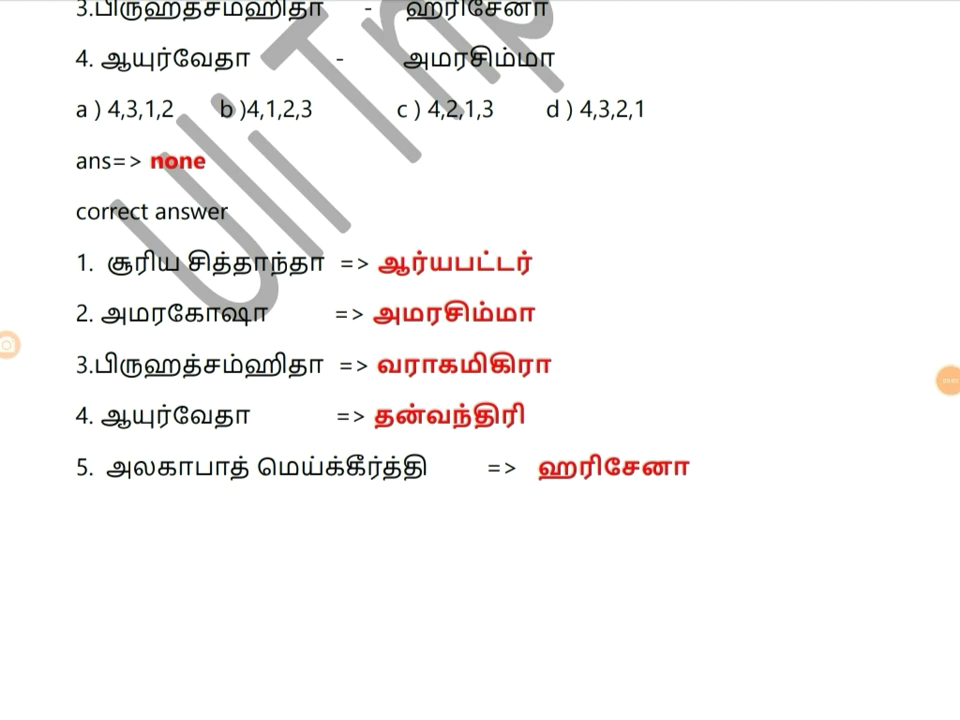 3.பிருஹத்சம்ஹிதா - ஹரிசேனா
4. ஆயுர்வேதா - அமரசிம்மா
a ) 4,3,1,2 b )4,1,2,3 c ) 4,2,1,3 d ) 4,3,2,1
ans=> none
correct answer
1. சூரிய சித்தாந்தா => ஆர்யபட்டர்
2. அமரகோஷா => அமரசிம்மா
3.பிருஹத்சம்ஹிதா => வராகமிகிரா
4. ஆயுர்வேதா => தன்வந்திரி
5. அலகாபாத் மெய்க்கீர்த்தி => ஹரிசேனா